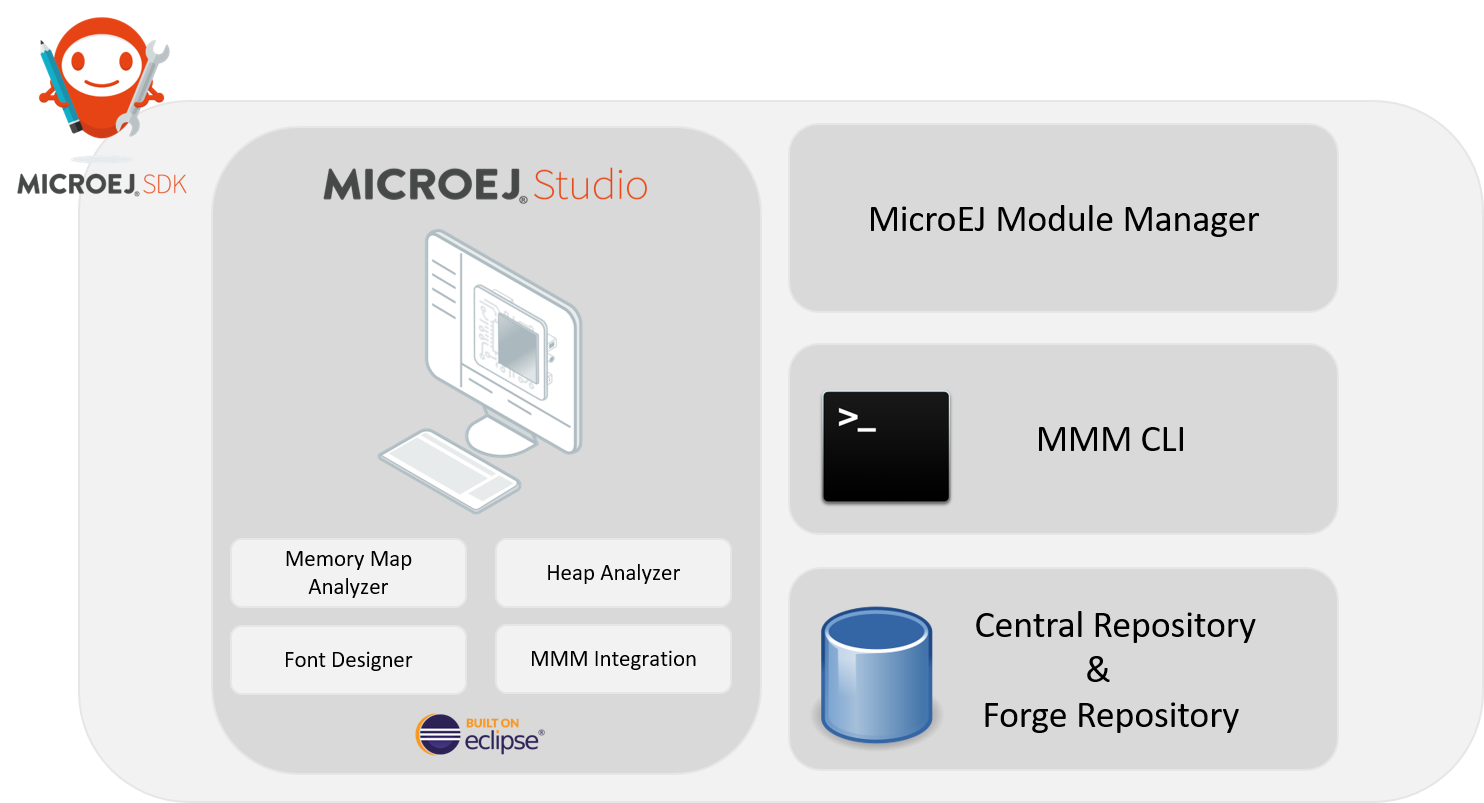 MICROEJ® SDK
MICROEJ® Studio
Memory Map
Analyzer
Heap Analyzer
Font Designer
MMM Integration
BUILT ON
eclipse®
MicroEJ Module Manager
>_
MMM CLI
Central Repository
&
Forge Repository